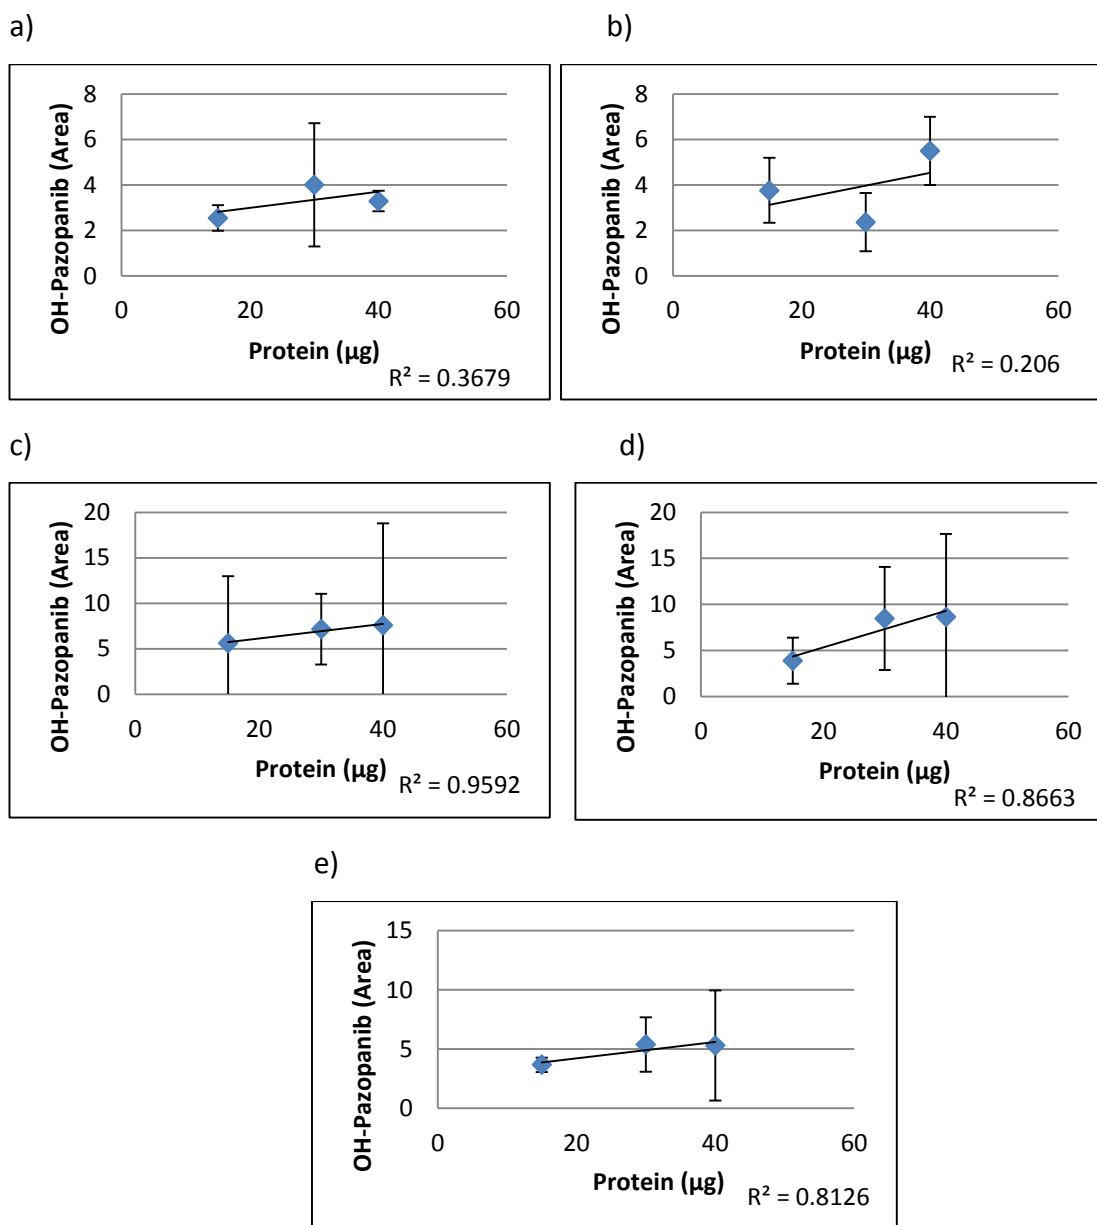 a)
b)
OH-Pazopanib (Area)
8
6
4
2
0
0 20 40 60
Protein (µg)
R² = 0.3679
OH-Pazopanib (Area)
8
6
4
2
0
0 20 40 60
Protein (µg)
R² = 0.206
c)
d)
OH-Pazopanib (Area)
20
15
10
5
0
0 20 40 60
Protein (µg)
R² = 0.9592
OH-Pazopanib (Area)
20
15
10
5
0
0 20 40 60
Protein (µg)
R² = 0.8663
e)
OH-Pazopanib (Area)
15
10
5
0
0 20 40 60
Protein (µg)
R² = 0.8126